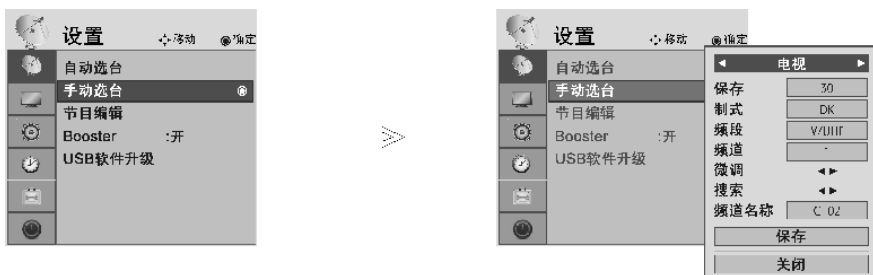 设置 移动 确定
自动选台
手动选台
节目编辑
Booster :开
USB软件升级
设置 移动 确定
自动选台
手动选台
节目编辑
Booster :开
USB软件升级
电视
保存 30
制式 DK
频段 V/UHF
频道
微调
搜索
频道名称 C 02
保存
关闭